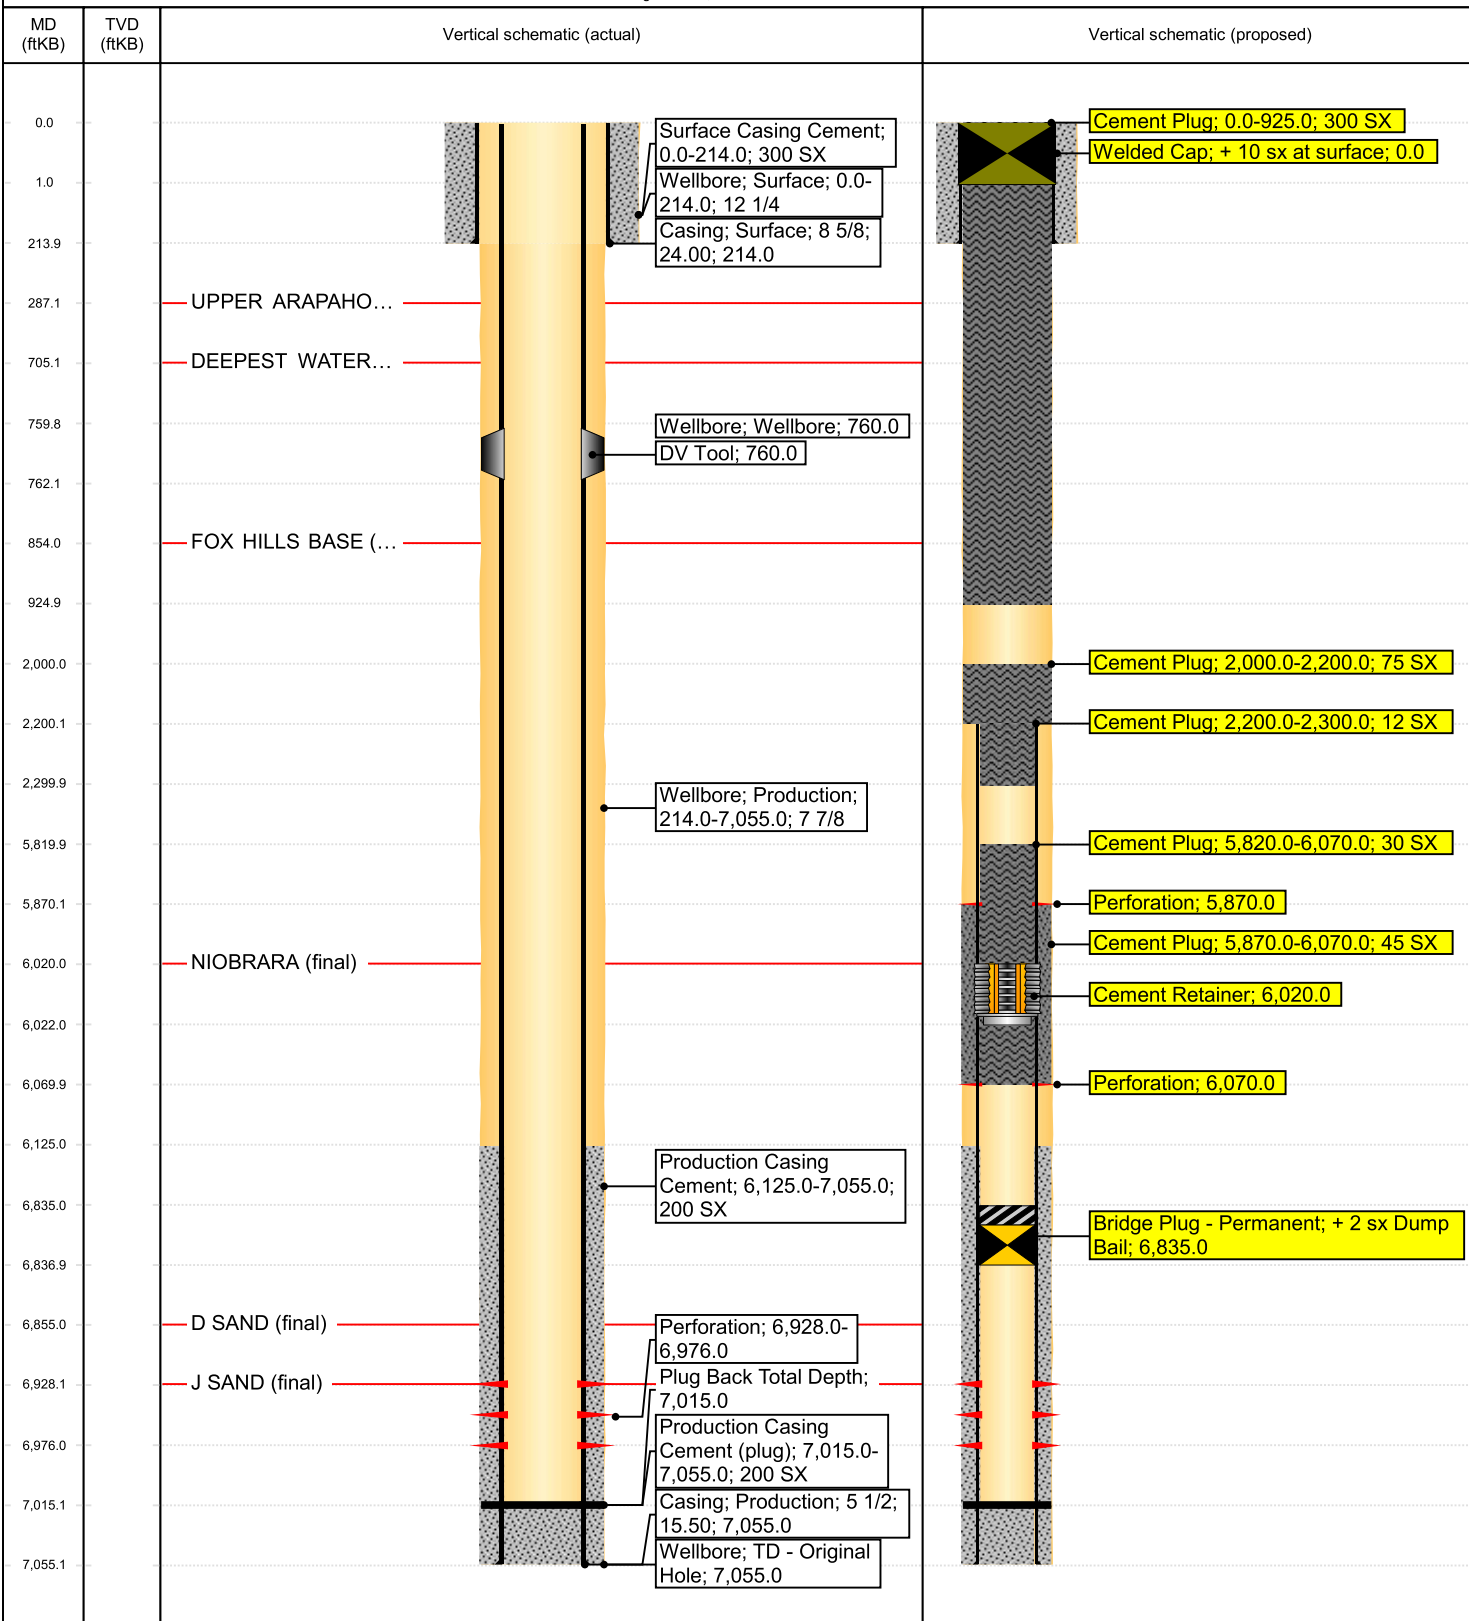 MD
(ftKB)
TVD
(ftKB)
Vertical schematic (actual)
Vertical schematic (proposed)
0.0
1.0
213.9
287.1
705.1
759.8
762.1
854.0
924.9
2,000.0
2,200.1
2,299.9
5,819.9
5,870.1
6,020.0
6,022.0
6,069.9
6,125.0
6,835.0
6,836.9
6,855.0
6,928.1
6,976.0
7,015.1
7,055.1
UPPER ARAPAHO...
DEEPEST WATER...
FOX HILLS BASE (...
NIOBRARA (final)
D SAND (final)
J SAND (final)
Surface Casing Cement;
0.0-214.0; 300 SX
Wellbore; Surface; 0.0-
214.0; 12 1/4
Casing; Surface; 8 5/8;
24.00; 214.0
Wellbore; Wellbore; 760.0
DV Tool; 760.0
Wellbore; Production;
214.0-7,055.0; 7 7/8
Production Casing
Cement; 6,125.0-7,055.0;
200 SX
Perforation; 6,928.0-
6,976.0
Plug Back Total Depth;
7,015.0
Production Casing
Cement (plug); 7,015.0-
7,055.0; 200 SX
Casing; Production; 5 1/2;
15.50; 7,055.0
Wellbore; TD - Original
Hole; 7,055.0
Cement Plug; 0.0-925.0; 300 SX
Welded Cap; + 10 sx at surface; 0.0
Cement Plug; 2,000.0-2,200.0; 75 SX
Cement Plug; 2,200.0-2,300.0; 12 SX
Cement Plug; 5,820.0-6,070.0; 30 SX
Perforation; 5,870.0
Cement Plug; 5,870.0-6,070.0; 45 SX
Cement Retainer; 6,020.0
Perforation; 6,070.0
Bridge Plug - Permanent; + 2 sx Dump
Bail; 6,835.0